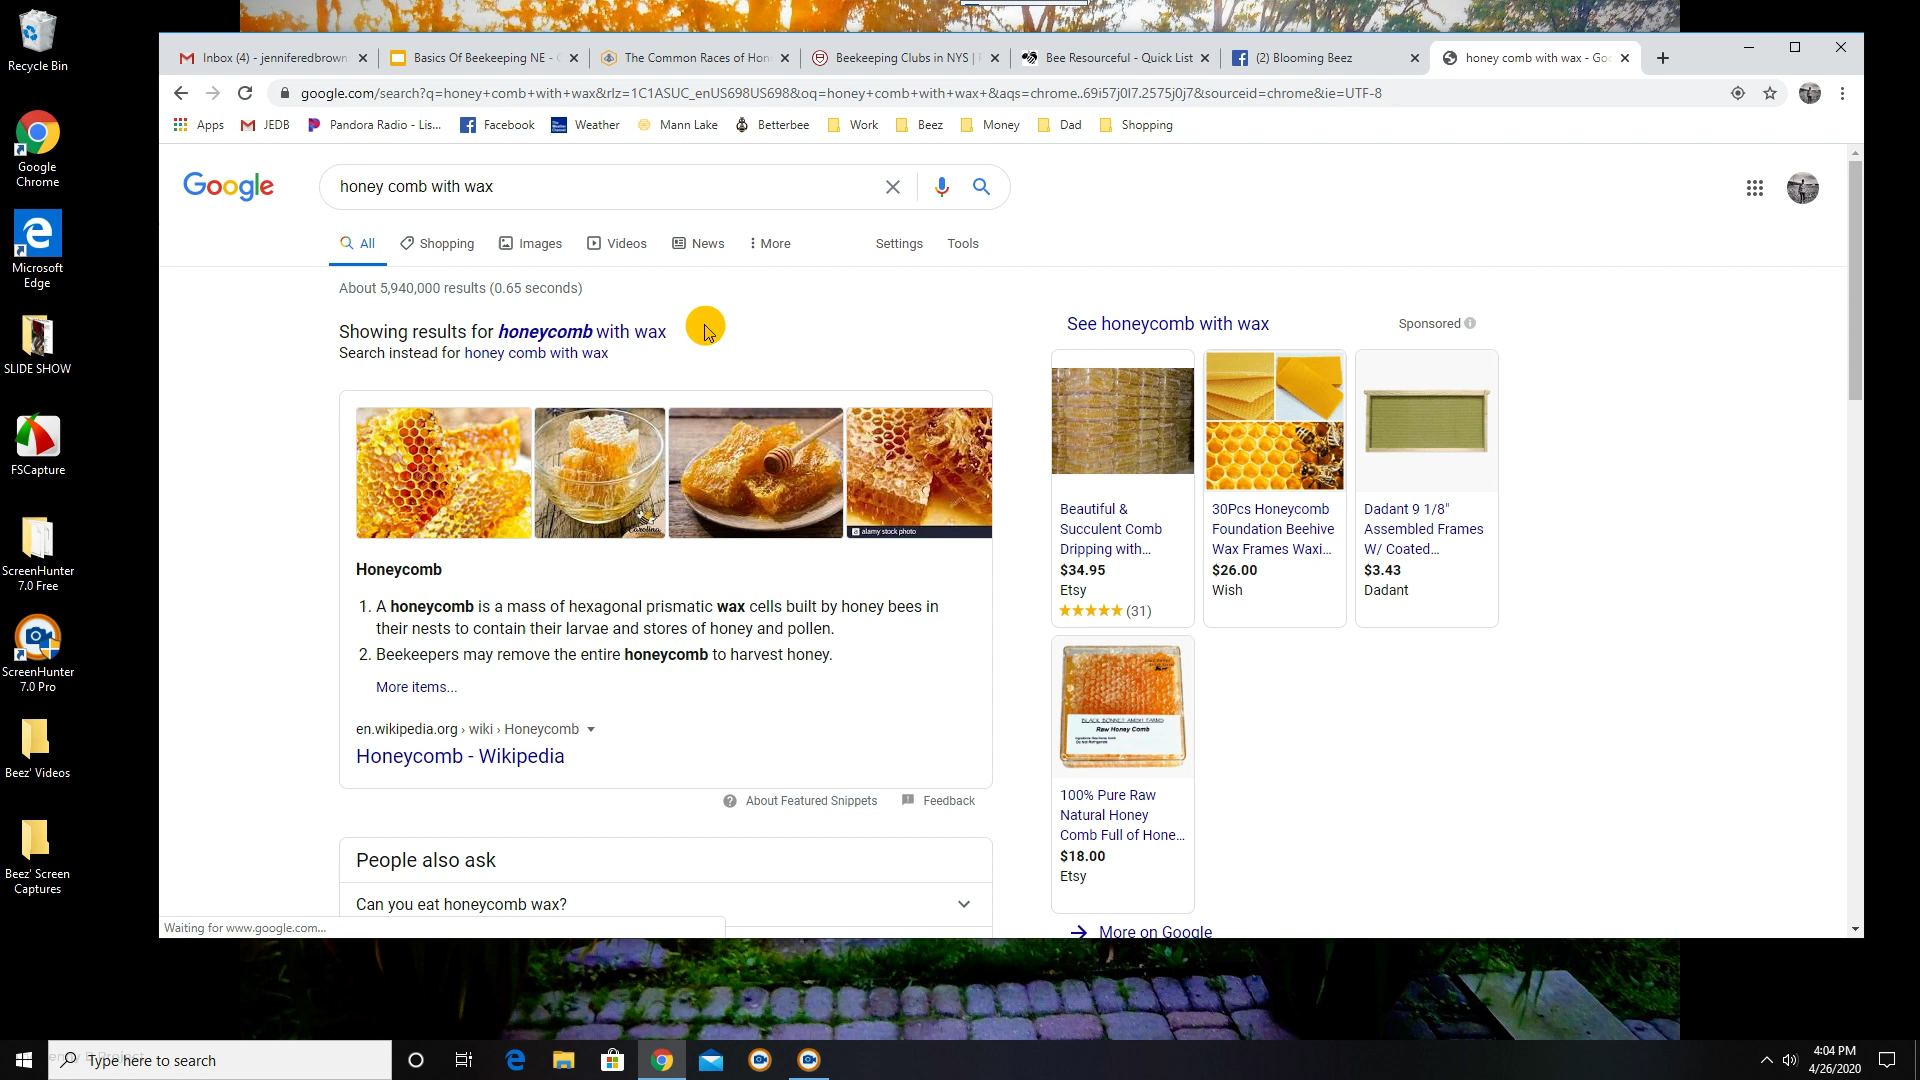 Recycle Bin
Google
Chrome
Microsoft
Edge
SLIDE SHOW
FSCapture
ScreenHunter
7.0 Free
ScreenHunter
7.0 Pro
Beez' Videos
Beez' Screen
Captures
Inbox (4) - jenniferedbrown
Basics Of Beekeeping NE - G
The Common Races of Hon
Beekeeping Clubs in NYS |
Bee Resourceful - Quick List
(2) Blooming Beez
honey comb with wax - Goo
google.com/search?q=honey+comb+with+wax&rlz=1C1ASUC_enUS698US698&oq=honey+comb+with+wax+&aqs=chrome..69i57j0l7.2575j0j7&sourceid=chrome&ie=UTF-8
Apps JEDB Pandora Radio - Lis... Facebook Weather Mann Lake Betterbee Work Beez Money Dad Shopping
Google
honey comb with wax
All Shopping Images Videos News More Settings Tools
About 5,940,000 results (0.65 seconds)
Showing results for honeycomb with wax
Search instead for honey comb with wax
Carolina
alamy stock photo
Honeycomb
1. A honeycomb is a mass of hexagonal prismatic wax cells built by honey bees in
their nests to contain their larvae and stores of honey and pollen.
2. Beekeepers may remove the entire honeycomb to harvest honey.
More items...
en.wikipedia.org › wiki › Honeycomb
Honeycomb - Wikipedia
About Featured Snippets Feedback
People also ask
Can you eat honeycomb wax?
See honeycomb with wax Sponsored
Beautiful &
Succulent Comb
Dripping with...
$34.95
Etsy
(31)
30Pcs Honeycomb
Foundation Beehive
Wax Frames Waxi...
$26.00
Wish
Dadant 9 1/8"
Assembled Frames
W/ Coated...
$3.43
Dadant
BLACK BONNET AMISH FARMS
Raw Honey Comb
100% Pure Raw
Natural Honey
Comb Full of Hone...
$18.00
Etsy
More on Google
Waiting for www.google.com...
Type here to search
4:04 PM
4/26/2020